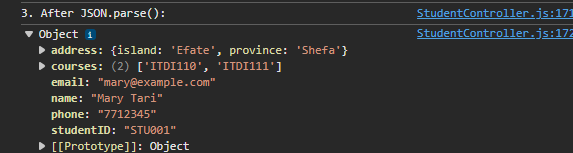 3. After JSON.parse():
StudentController.js:171
StudentController.js:172
Object i
address: {island: 'Efate', province: 'Shefa'}
courses: (2) ['ITDI110', 'ITDI111']
email: "mary@example.com"
name: "Mary Tari"
phone: "7712345"
studentID: "STU001"
[[Prototype]]: Object